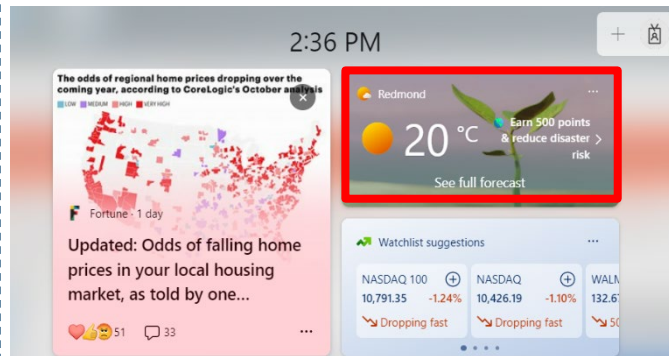 2:36 PM
The odds of regional home prices dropping over the
coming year, according to CoreLogic's October analysis
LOW MEDIUM HIGH VERY HIGH
Fortune · 1 day
Updated: Odds of falling home
prices in your local housing
market, as told by one...
51 33
Redmond
20 °C
Earn 500 points
& reduce disaster
risk
See full forecast
Watchlist suggestions
NASDAQ 100 NASDAQ
10,791.35 -1.24% 10,426.19 -1.10% 132.6
Dropping fast Dropping fast